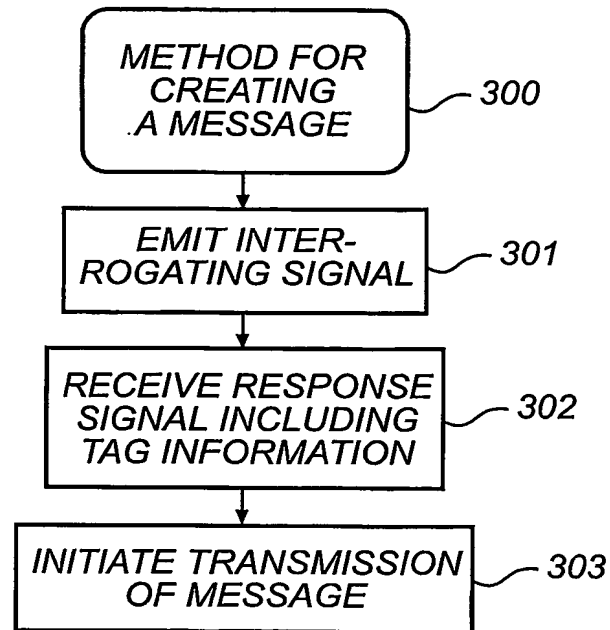 METHOD FOR
CREATING
A MESSAGE
300
EMIT INTER-
ROGATING SIGNAL
301
RECEIVE RESPONSE
SIGNAL INCLUDING
TAG INFORMATION
302
INITIATE TRANSMISSION
OF MESSAGE
303